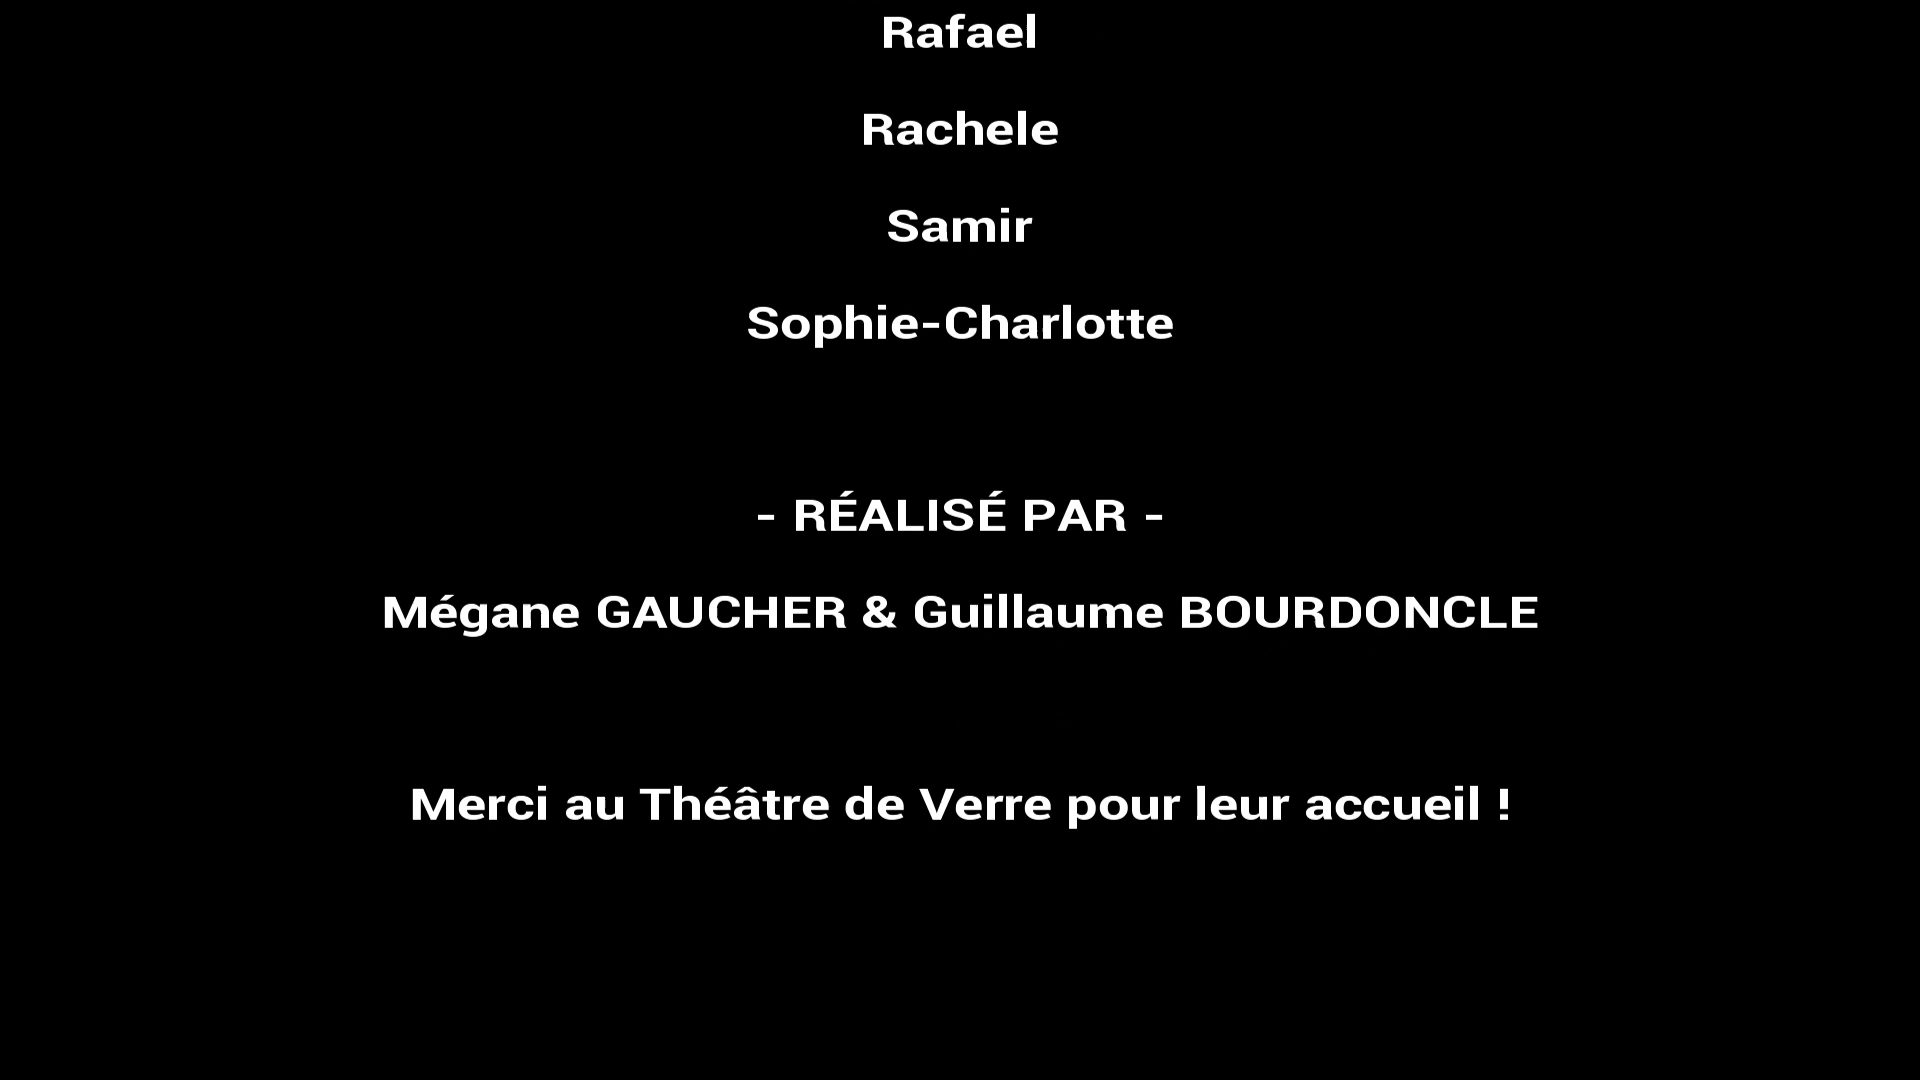 Rafael
Rachele
Samir
Sophie-Charlotte
- RÉALISÉ PAR -
Mégane GAUCHER & Guillaume BOURDONCLE
Merci au Théâtre de Verre pour leur accueil !